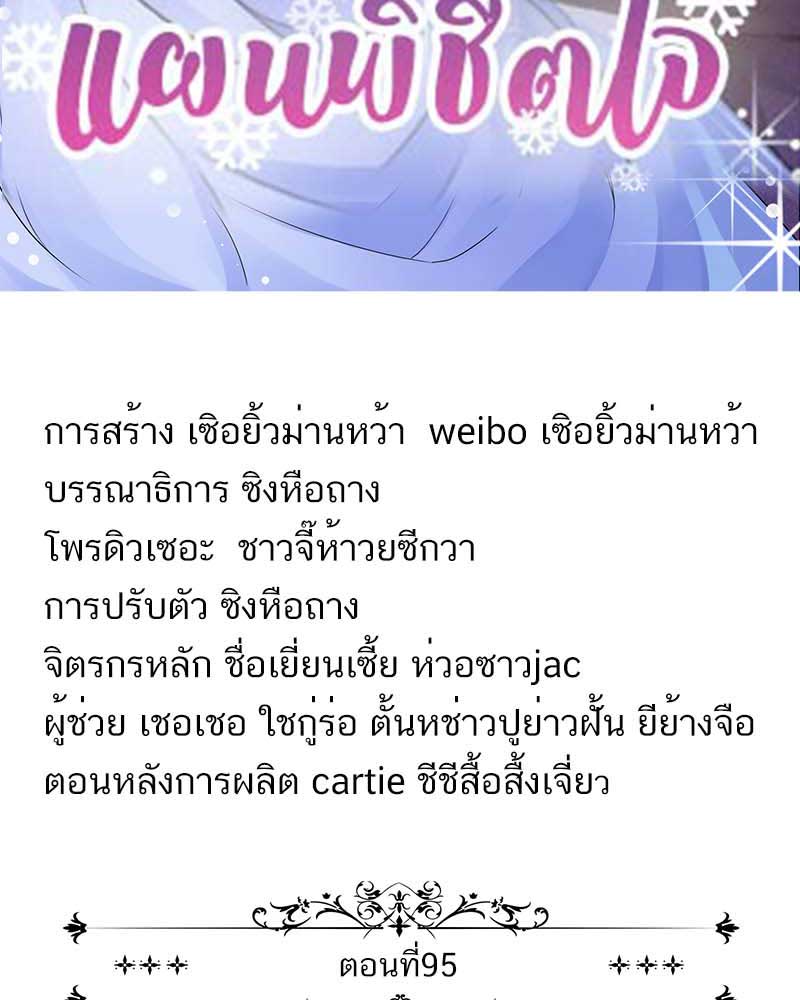 แผนพิชิตใจ
การสร้าง เซิอยิ้วม่านหว้า weibo เซิอยิ้วม่านหว้า
บรรณาธิการ ซิงหือถาง
โพรดิวเซอะ ชาวจี๊ห้าวยซีกวา
การปรับตัว ซิงหือถาง
จิตรกรหลัก ชื่อเยี่ยนเซี้ย ห่วอซาวjac
ผู้ช่วย เชอเชอ ใชกู่ร่อ ตั้นหช่าวปูย่าวฝั้น ยีย้างจือ
ตอนหลังการผลิต cartie ชีชีสื้อสิ้งเจี่ยว
ตอนที่95